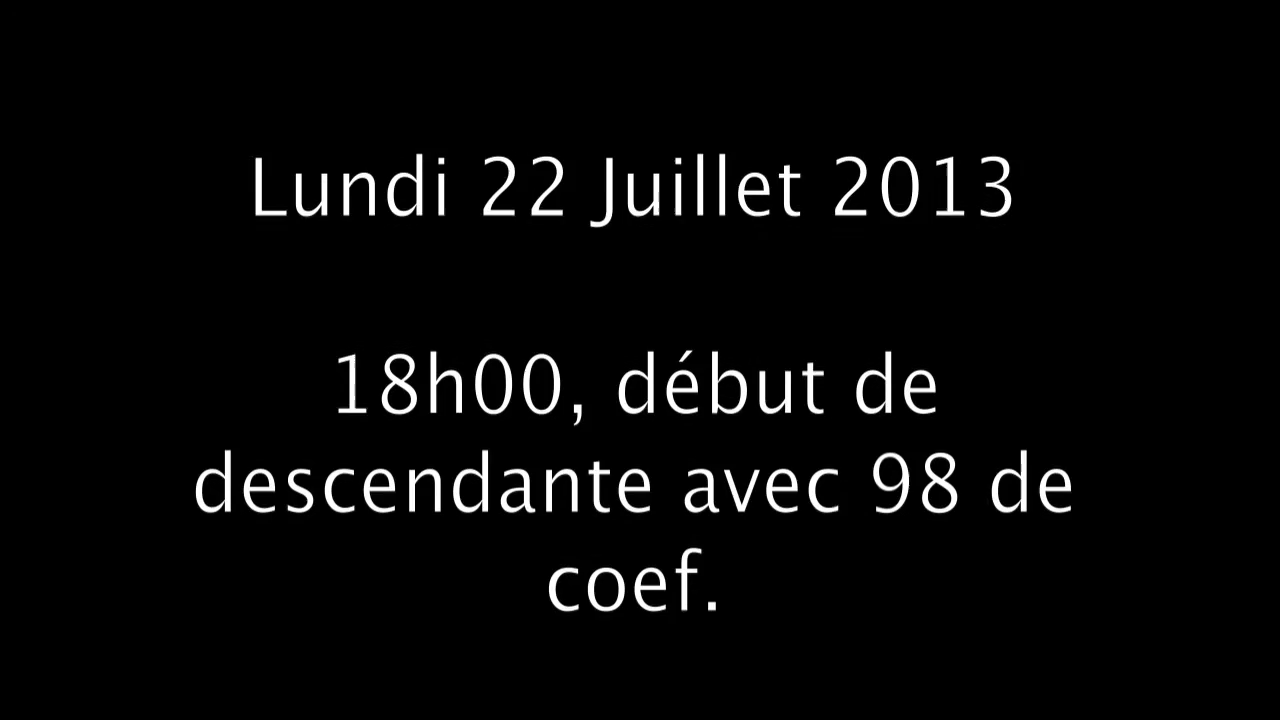 Lundi 22 Juillet 2013
18h00, début de
descendante avec 98 de
coef.